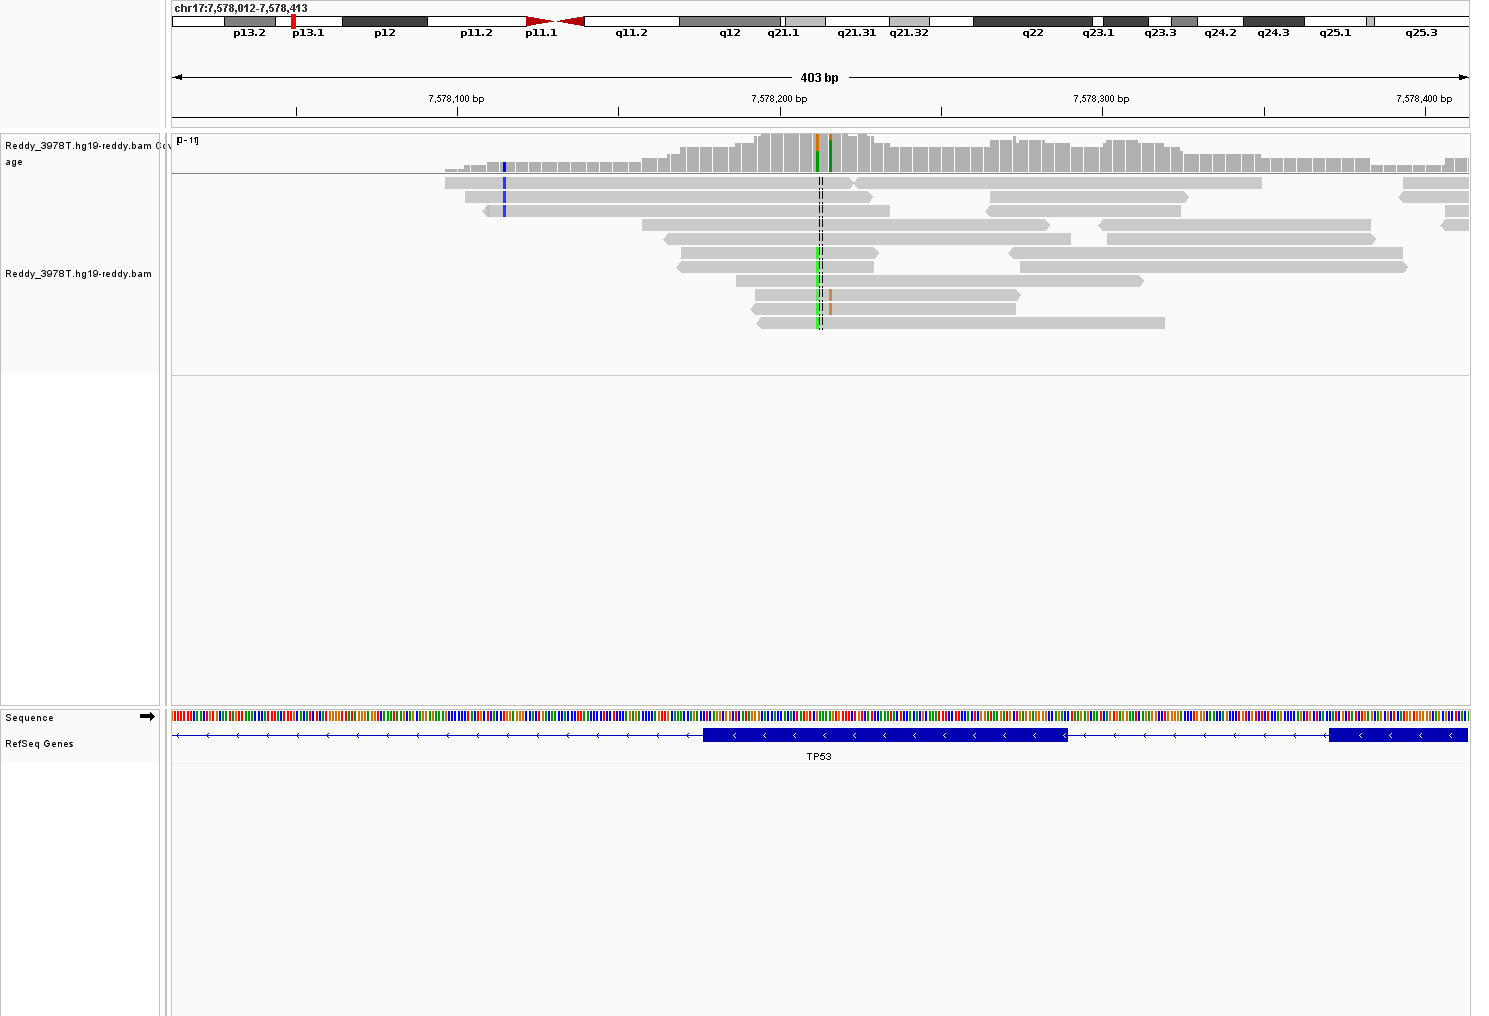 chr17:7,578,012-7,578,413
p13.2 p13.1 p12 p11.2 p11.1 q11.2 q12 q21.1 q21.31 q21.32 q22 q23.1 q23.3 q24.2 q24.3 q25.1 q25.3
403 bp
7,578,100 bp 7,578,200 bp 7,578,300 bp 7,578,400 bp
Reddy_3978T.hg19-reddy.bam Cov
age
[0 - 11]
Reddy_3978T.hg19-reddy.bam
Sequence
RefSeq Genes
TP53